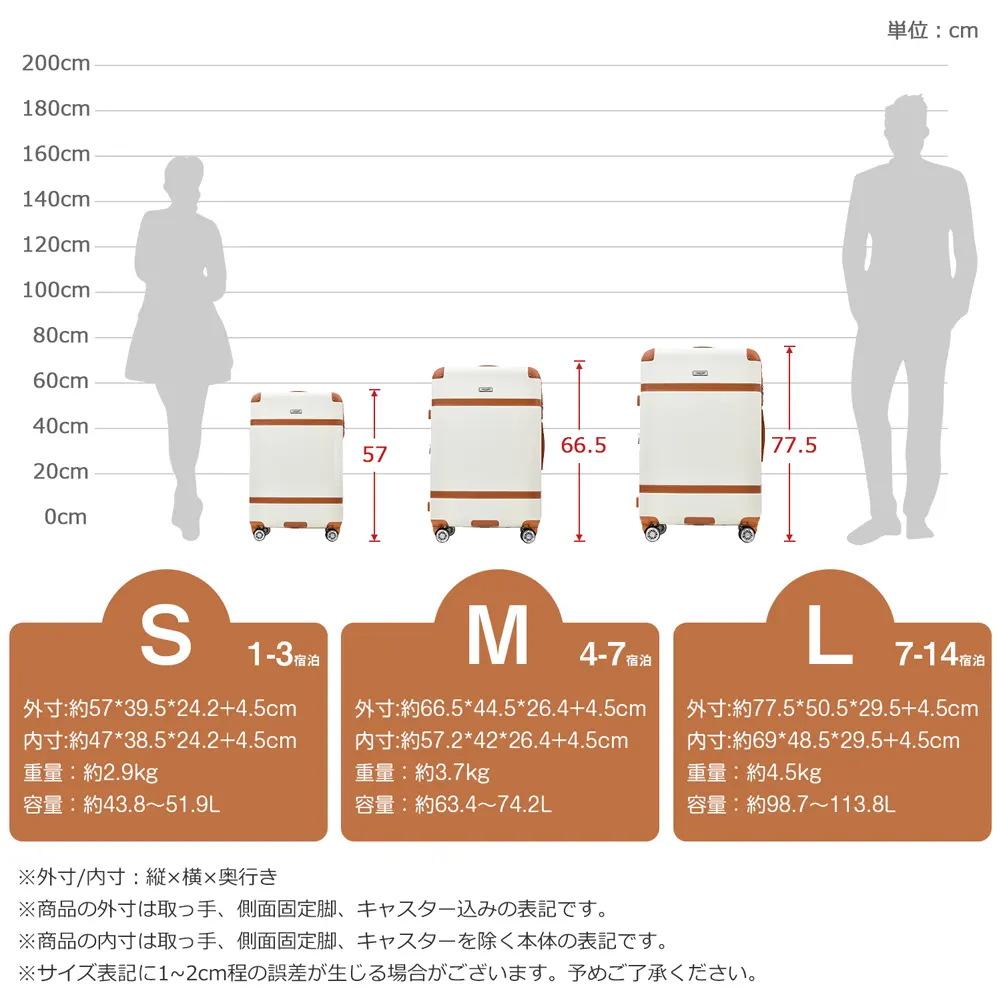 単位：cm
200cm
180cm
160cm
140cm
120cm
100cm
80cm
60cm
40cm
20cm
0cm
57
66.5
77.5
S
1-3宿泊
外寸:約57*39.5*24.2+4.5cm
内寸:約47*38.5*24.2+4.5cm
重量：約2.9kg
容量：約43.8～51.9L
M
4-7宿泊
外寸:約66.5*44.5*26.4+4.5cm
内寸:約57.2*42*26.4+4.5cm
重量：約3.7kg
容量：約63.4～74.2L
L
7-14宿泊
外寸:約77.5*50.5*29.5+4.5cm
内寸:約69*48.5*29.5+4.5cm
重量：約4.5kg
容量：約98.7～113.8L
※外寸/内寸：縦×横×奥行き
※商品の外寸は取っ手、側面固定脚、キャスター込みの表記です。
※商品の内寸は取っ手、側面固定脚、キャスターを除く本体の表記です。
※サイズ表記に1~2cm程の誤差が生じる場合がございます。予めご了承ください。